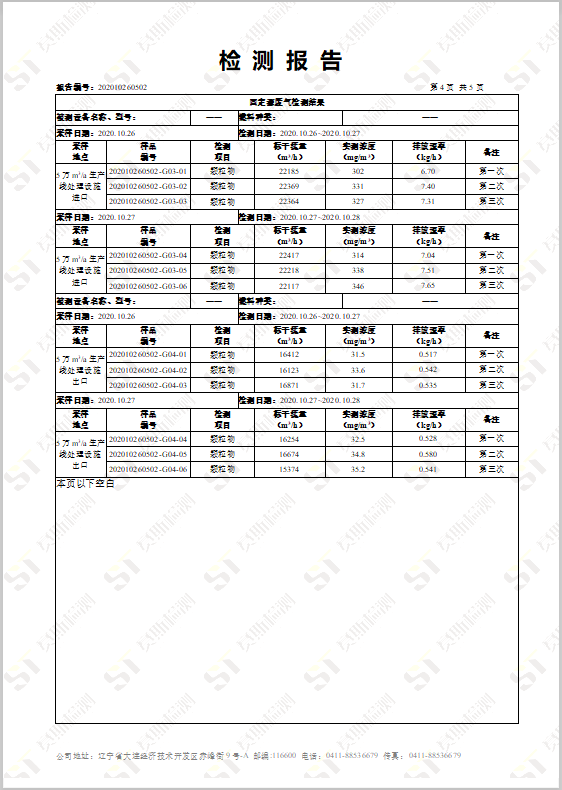 检测报告
报告编号：202010260502 第 4 页 共 5 页
固定源废气检测结果
被测设备名称、型号： —— 燃料种类： ——
采样日期：2020.10.26 检测日期：2020.10.26~2020.10.27
采样地点 样品编号 检测项目 标干流量（m³/h） 实测浓度（mg/m³） 排放速率（kg/h） 备注
5 万 m³/a 生产线处理设施进口
202010260502-G03-01 颗粒物 22185 302 6.70 第一次
202010260502-G03-02 颗粒物 22369 331 7.40 第二次
202010260502-G03-03 颗粒物 22364 327 7.31 第三次
采样日期：2020.10.27 检测日期：2020.10.27~2020.10.28
采样地点 样品编号 检测项目 标干流量（m³/h） 实测浓度（mg/m³） 排放速率（kg/h） 备注
5 万 m³/a 生产线处理设施进口
202010260502-G03-04 颗粒物 22417 314 7.04 第一次
202010260502-G03-05 颗粒物 22218 338 7.51 第二次
202010260502-G03-06 颗粒物 22117 346 7.65 第三次
被测设备名称、型号： —— 燃料种类： ——
采样日期：2020.10.26 检测日期：2020.10.26~2020.10.27
采样地点 样品编号 检测项目 标干流量（m³/h） 实测浓度（mg/m³） 排放速率（kg/h） 备注
5 万 m³/a 生产线处理设施出口
202010260502-G04-01 颗粒物 16412 31.5 0.517 第一次
202010260502-G04-02 颗粒物 16123 33.6 0.542 第二次
202010260502-G04-03 颗粒物 16871 31.7 0.535 第三次
采样日期：2020.10.27 检测日期：2020.10.27~2020.10.28
采样地点 样品编号 检测项目 标干流量（m³/h） 实测浓度（mg/m³） 排放速率（kg/h） 备注
5 万 m³/a 生产线处理设施出口
202010260502-G04-04 颗粒物 16254 32.5 0.528 第一次
202010260502-G04-05 颗粒物 16674 34.8 0.580 第二次
202010260502-G04-06 颗粒物 15374 35.2 0.541 第三次
本页以下空白
公司地址：辽宁省大连经济技术开发区赤峰街 9 号-A 邮编:116600 电话：0411-88536679 传真：0411-88536679